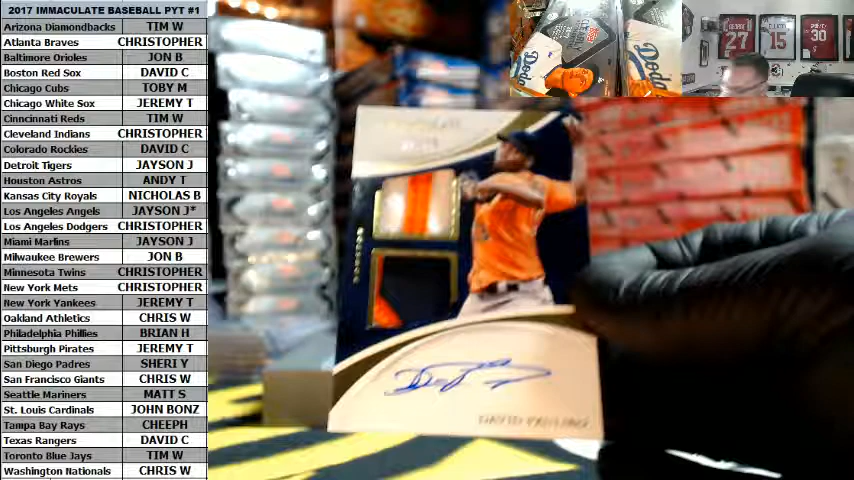 2017 IMMACULATE BASEBALL PYT #1
Arizona Diamondbacks TIM W
Atlanta Braves CHRISTOPHER
Baltimore Orioles JON B
Boston Red Sox DAVID C
Chicago Cubs TOBY M
Chicago White Sox JEREMY T
Cinncinati Reds TIM W
Cleveland Indians CHRISTOPHER
Colorado Rockies DAVID C
Detroit Tigers JAYSON J
Houston Astros ANDY T
Kansas City Royals NICHOLAS B
Los Angeles Angels JAYSON J*
Los Angeles Dodgers CHRISTOPHER
Miami Marlins JAYSON J
Milwaukee Brewers JON B
Minnesota Twins CHRISTOPHER
New York Mets CHRISTOPHER
New York Yankees JEREMY T
Oakland Athletics CHRIS W
Philadelphia Phillies BRIAN H
Pittsburgh Pirates JEREMY T
San Diego Padres SHERI Y
San Francisco Giants CHRIS W
Seattle Mariners MATT S
St. Louis Cardinals JOHN BONZ
Tampa Bay Rays CHEEPH
Texas Rangers DAVID C
Toronto Blue Jays TIM W
Washington Nationals CHRIS W
GEORGE
27
15
30
DAVID PAULINO